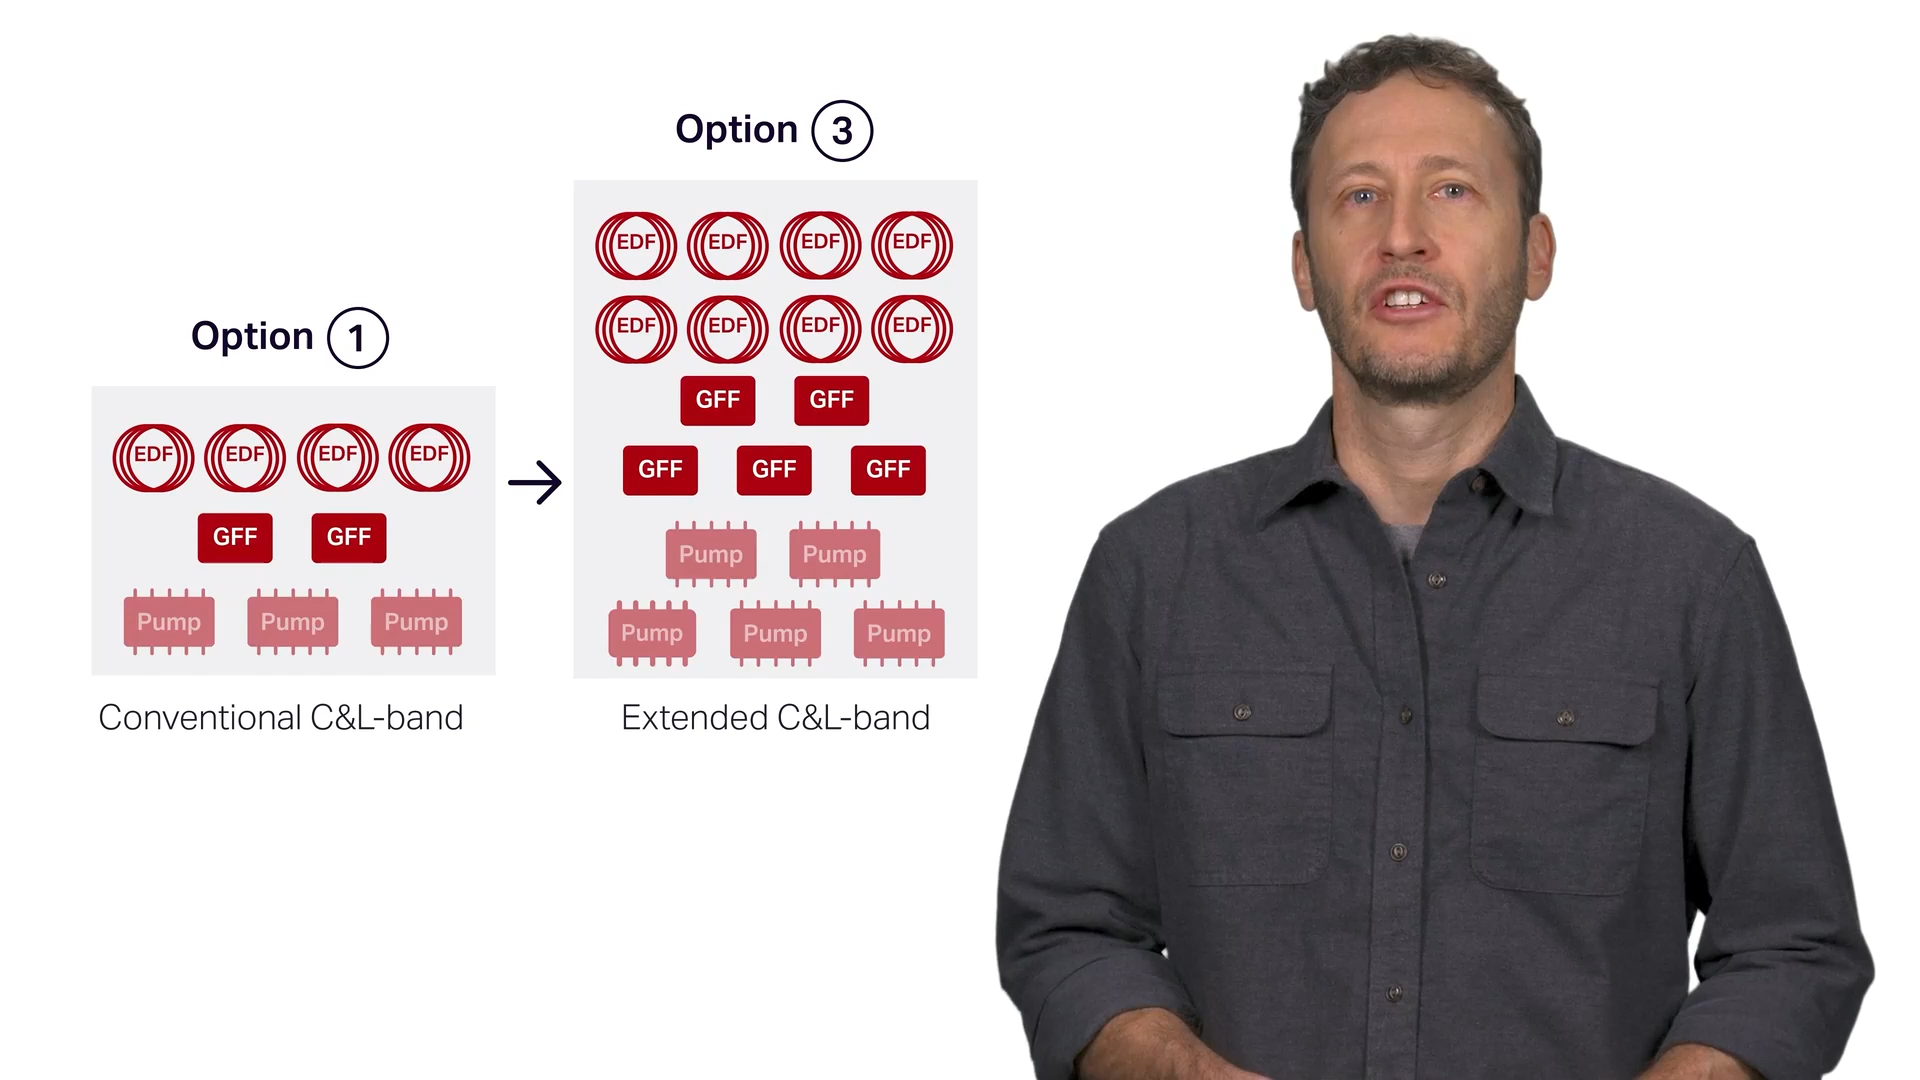 Option 1
EDF EDF EDF EDF
GFF GFF
Pump Pump Pump
Conventional C&L-band
Option 3
EDF EDF EDF EDF
EDF EDF EDF EDF
GFF GFF
GFF GFF GFF
Pump Pump
Pump Pump Pump
Extended C&L-band